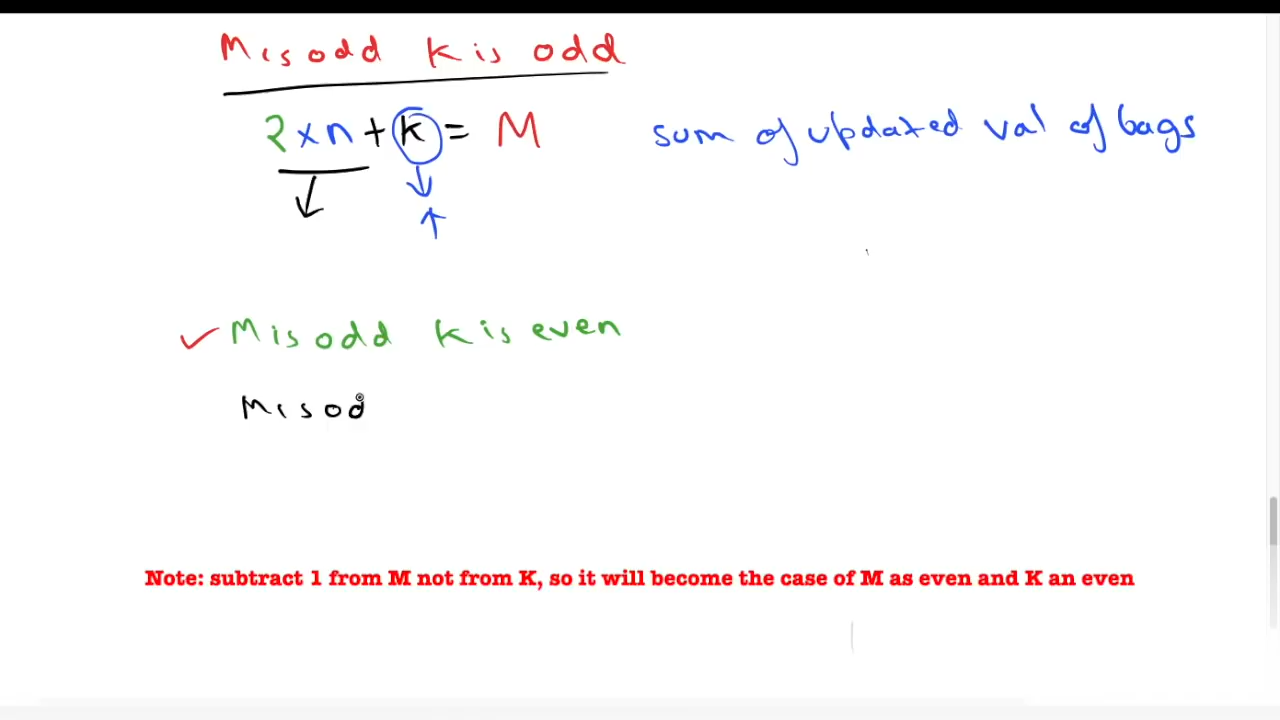 M is odd K is odd
2 x n + K = M sum of updated val of bags
M is odd K is even
M is od
Note: subtract 1 from M not from K, so it will become the case of M as even and K an even